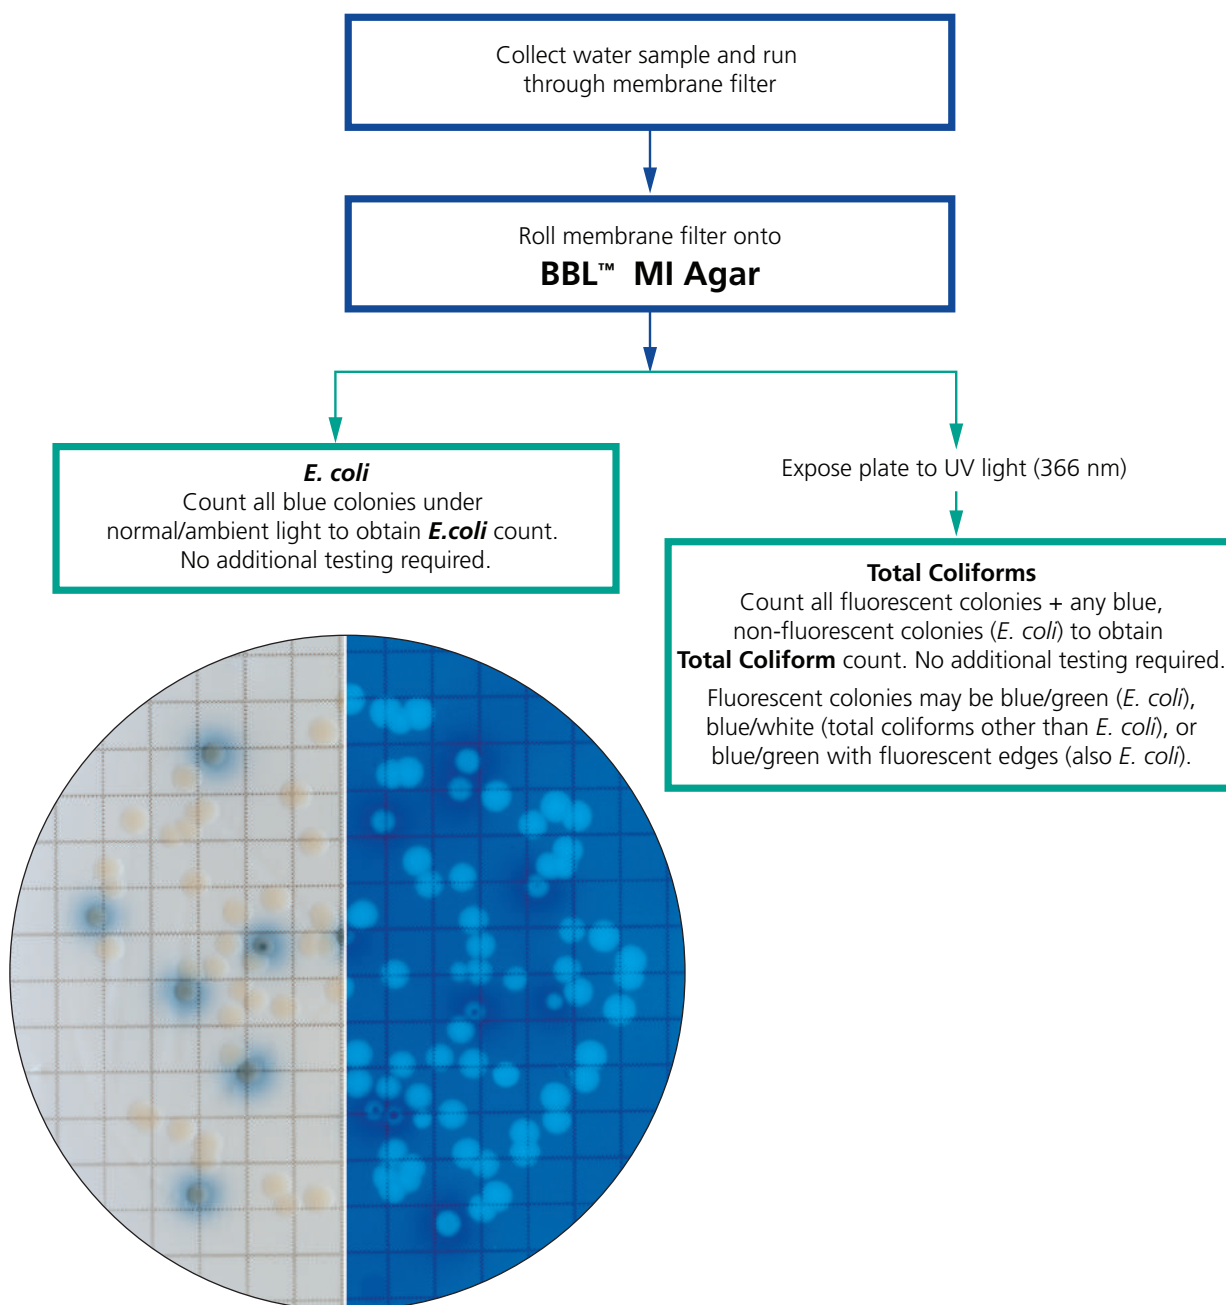 Collect water sample and run
through membrane filter
Roll membrane filter onto
BBL™ MI Agar
E. coli
Count all blue colonies under
normal/ambient light to obtain E.coli count.
No additional testing required.
Expose plate to UV light (366 nm)
Total Coliforms
Count all fluorescent colonies + any blue,
non-fluorescent colonies (E. coli) to obtain
Total Coliform count. No additional testing required.
Fluorescent colonies may be blue/green (E. coli),
blue/white (total coliforms other than E. coli), or
blue/green with fluorescent edges (also E. coli).